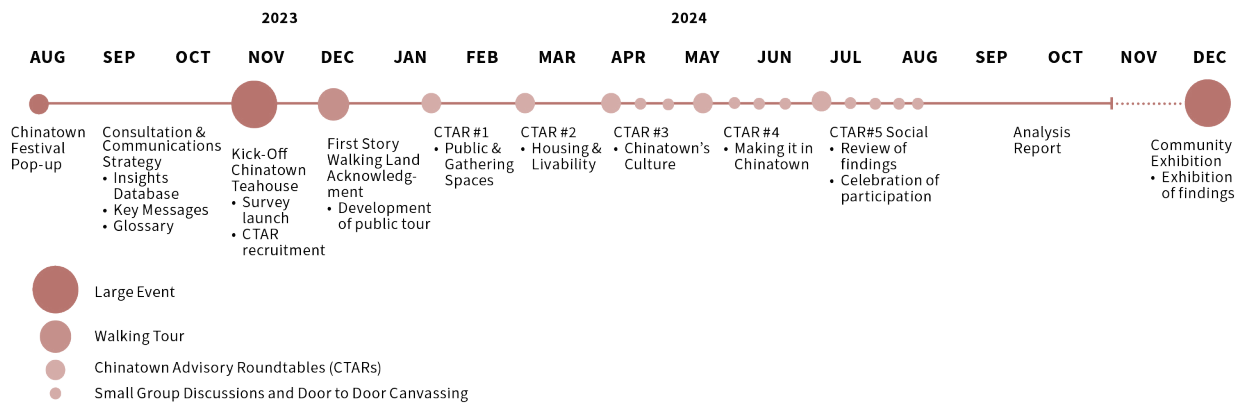 2023
2024
AUG SEP OCT NOV DEC JAN FEB MAR APR MAY JUN JUL AUG SEP OCT NOV DEC
Chinatown
Festival
Pop-up
Consultation &
Communications
Strategy
• Insights
Database
• Key Messages
• Glossary
Kick-Off
Chinatown
Teahouse
• Survey
launch
• CTAR
recruitment
First Story
Walking Land
Acknowledg-
ment
• Development
of public tour
CTAR #1
• Public &
Gathering
Spaces
CTAR #2
• Housing &
Livability
CTAR #3
• Chinatown's
Culture
CTAR #4
• Making it in
Chinatown
CTAR#5 Social
• Review of
findings
• Celebration of
participation
Analysis
Report
Community
Exhibition
• Exhibition
of findings
Large Event
Walking Tour
Chinatown Advisory Roundtables (CTARs)
Small Group Discussions and Door to Door Canvassing